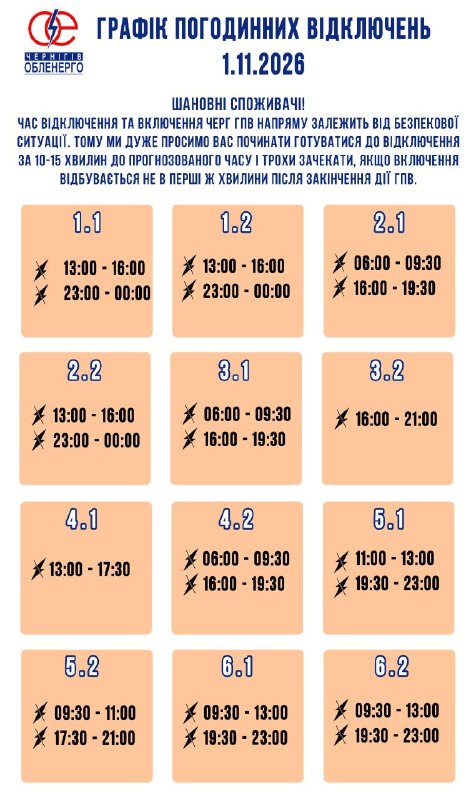 ЧЕРНІГІВ
ОБЛЕНЕРГО
ГРАФІК ПОГОДИННИХ ВІДКЛЮЧЕНЬ
1.11.2026
ШАНОВНІ СПОЖИВАЧІ!
ЧАС ВІДКЛЮЧЕННЯ ТА ВКЛЮЧЕННЯ ЧЕРГ ГПВ НАПРЯМУ ЗАЛЕЖИТЬ ВІД БЕЗПЕКОВОЇ
СИТУАЦІЇ. ТОМУ МИ ДУЖЕ ПРОСИМО ВАС ПОЧИНАТИ ГОТУВАТИСЯ ДО ВІДКЛЮЧЕННЯ
ЗА 10-15 ХВИЛИН ДО ПРОГНОЗОВАНОГО ЧАСУ І ТРОХИ ЗАЧЕКАТИ, ЯКЩО ВКЛЮЧЕННЯ
ВІДБУВАЄТЬСЯ НЕ В ПЕРШІ Ж ХВИЛИНИ ПІСЛЯ ЗАКІНЧЕННЯ ДІЇ ГПВ.
1.1
13:00 - 16:00
23:00 - 00:00
1.2
13:00 - 16:00
23:00 - 00:00
2.1
06:00 - 09:30
16:00 - 19:30
2.2
13:00 - 16:00
23:00 - 00:00
3.1
06:00 - 09:30
16:00 - 19:30
3.2
16:00 - 21:00
4.1
13:00 - 17:30
4.2
06:00 - 09:30
16:00 - 19:30
5.1
11:00 - 13:00
19:30 - 23:00
5.2
09:30 - 11:00
17:30 - 21:00
6.1
09:30 - 13:00
19:30 - 23:00
6.2
09:30 - 13:00
19:30 - 23:00